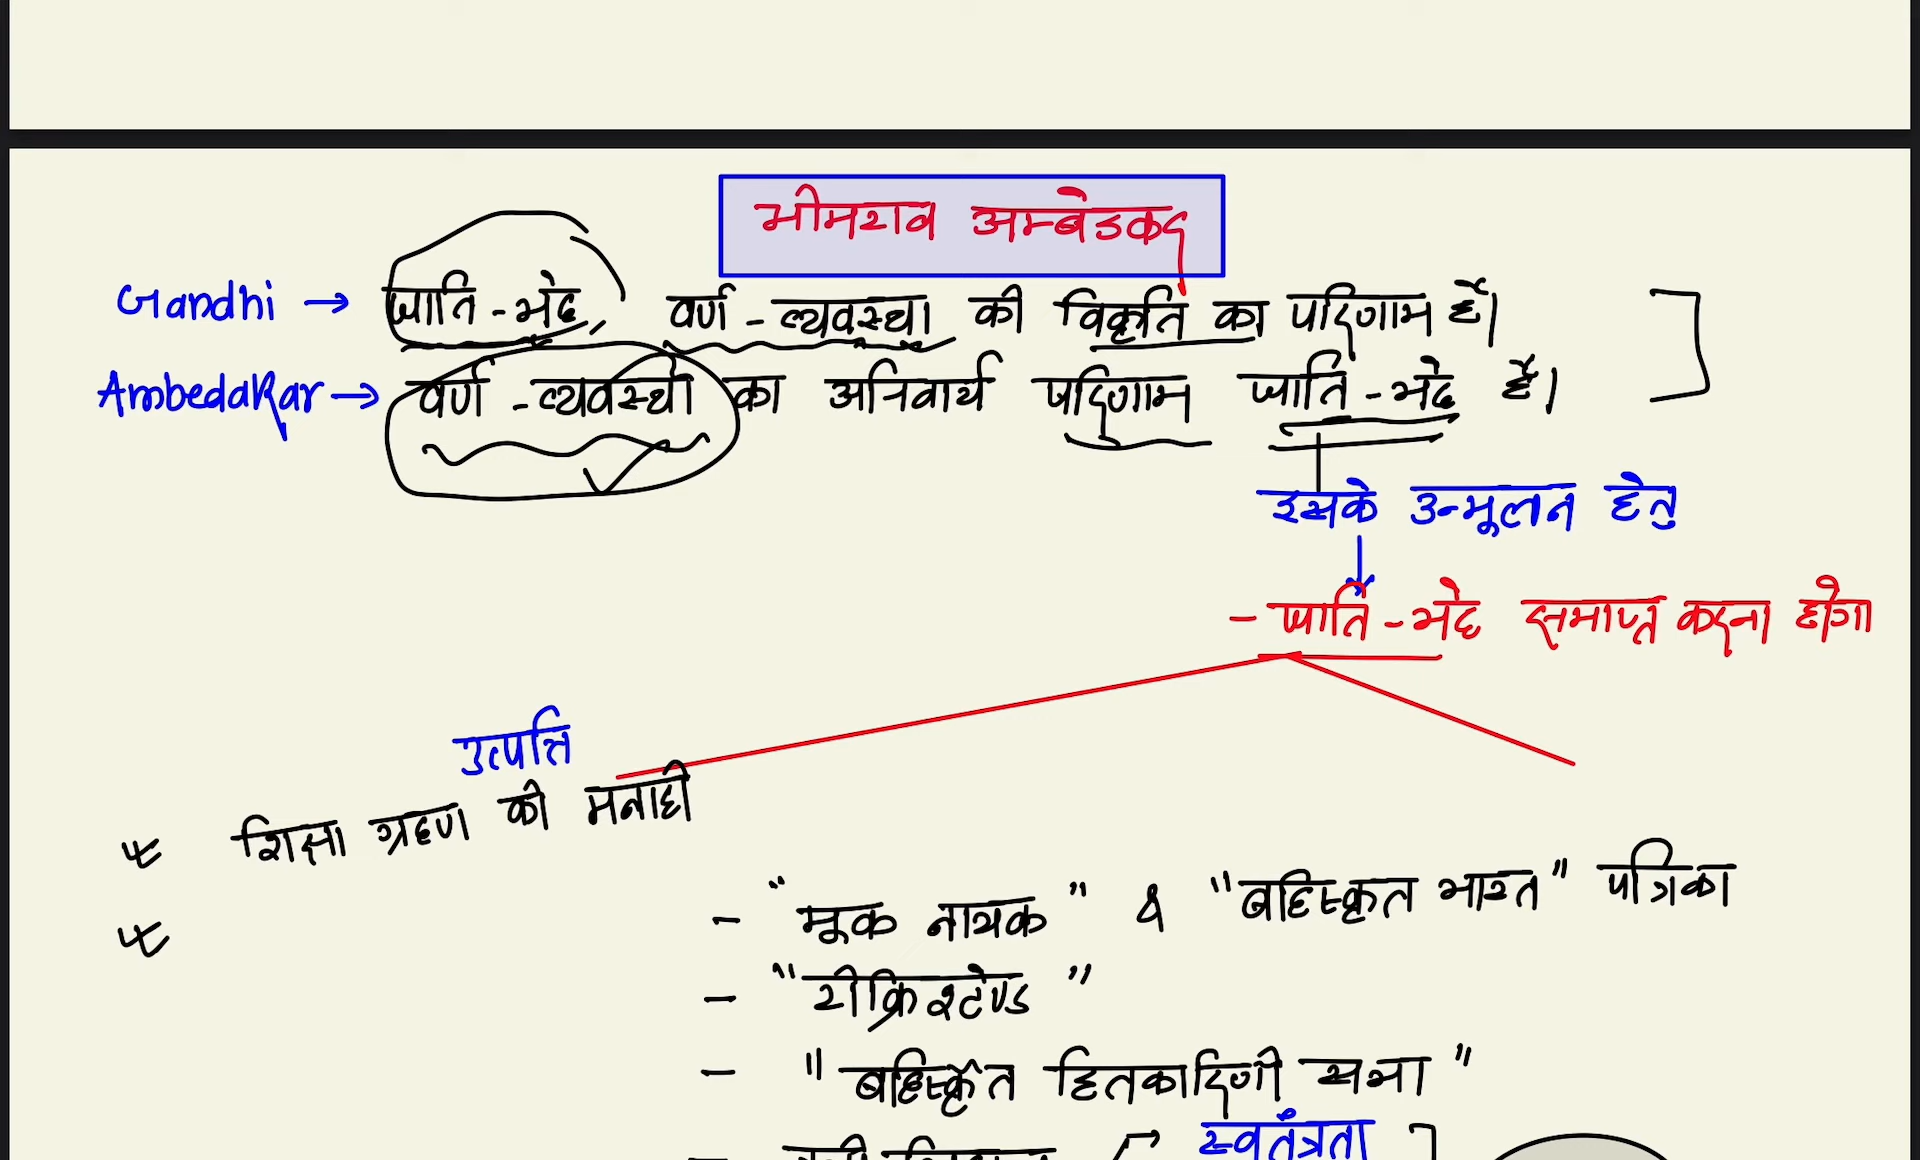 भीमराव अम्बेडकर
Gandhi → जाति-भेद, वर्ण-व्यवस्था की विकृति का परिणाम है।
Ambedakar → वर्ण-व्यवस्था का अनिवार्य परिणाम जाति-भेद है।
इसके उन्मूलन हेतु
- जाति-भेद समाप्त करना होगा
उत्पत्ति
शिक्षा ग्रहण की मनाही
- "मूक नायक" & "बहिष्कृत भारत" पत्रिका
- "
- "बहिष्कृत हितकारिणी सभा"
स्वतंत्रता